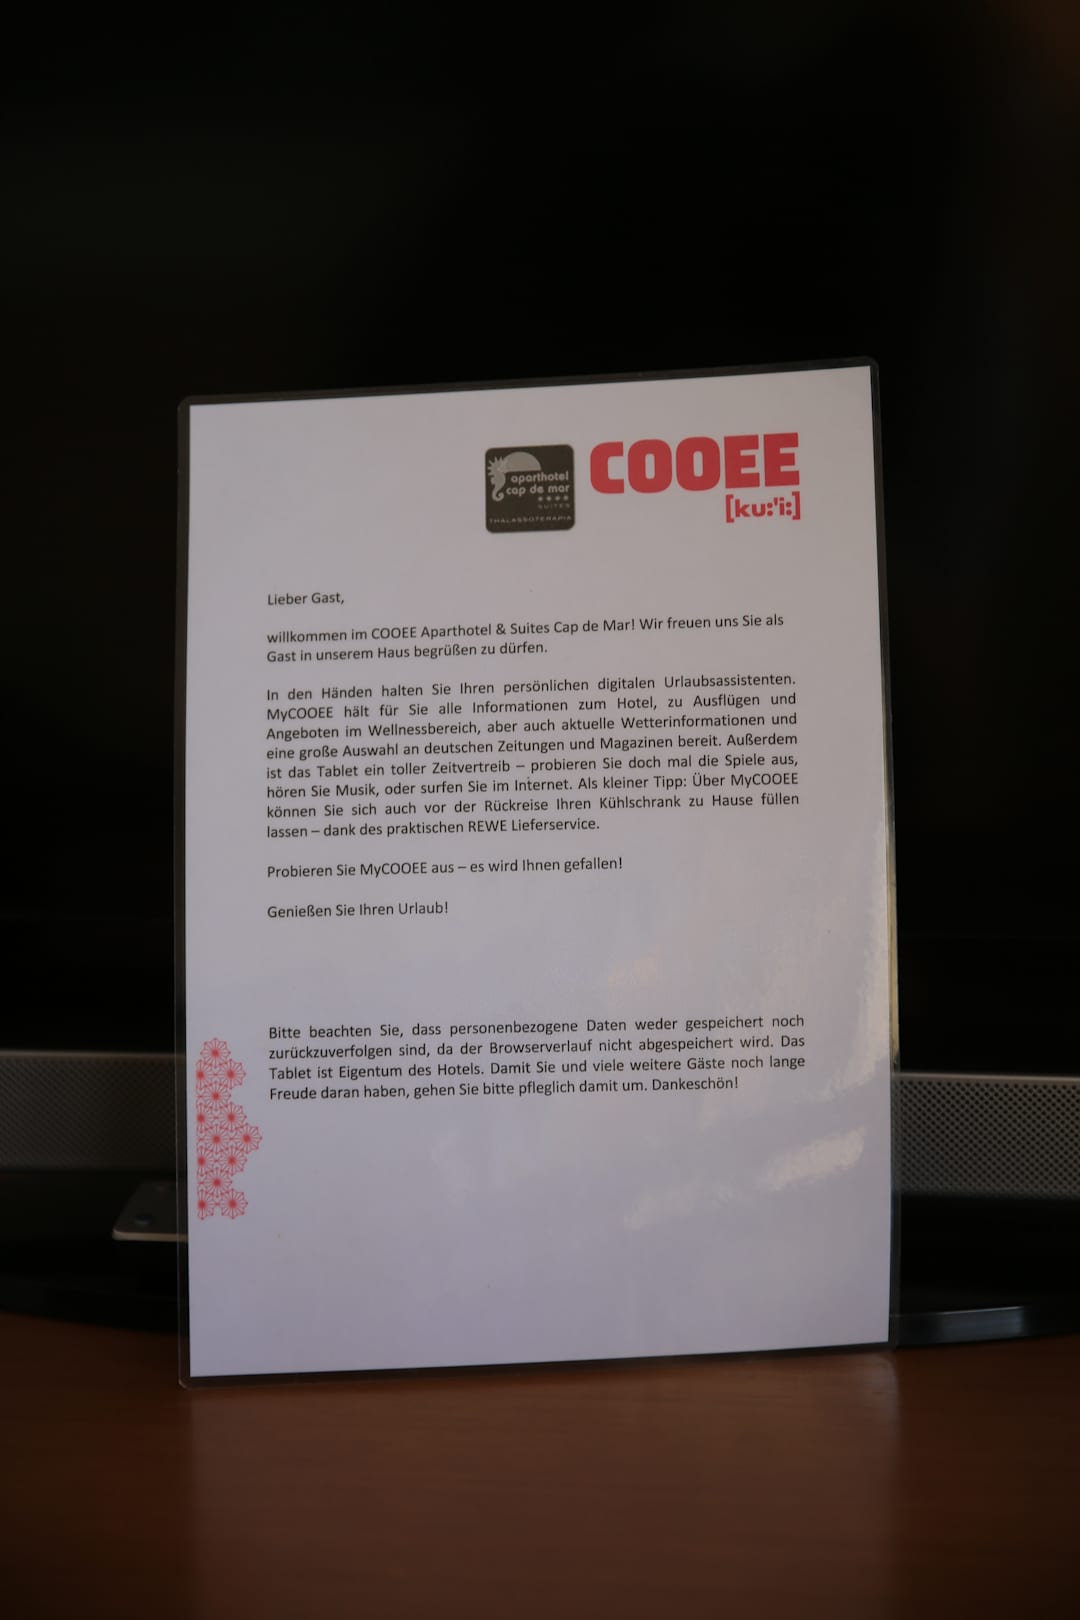 aparthotel
cap de mar
SUITES
THALASSOTERAPIA
COOEE
[ku:'i:]
Lieber Gast,
willkommen im COOEE Aparthotel & Suites Cap de Mar! Wir freuen uns Sie als
Gast in unserem Haus begrüßen zu dürfen.
In den Händen halten Sie Ihren persönlichen digitalen Urlaubsassistenten.
MyCOOEE hält für Sie alle Informationen zum Hotel, zu Ausflügen und
Angeboten im Wellnessbereich, aber auch aktuelle Wetterinformationen und
eine große Auswahl an deutschen Zeitungen und Magazinen bereit. Außerdem
ist das Tablet ein toller Zeitvertreib – probieren Sie doch mal die Spiele aus,
hören Sie Musik, oder surfen Sie im Internet. Als kleiner Tipp: Über MyCOOEE
können Sie sich auch vor der Rückreise Ihren Kühlschrank zu Hause füllen
lassen – dank des praktischen REWE Lieferservice.
Probieren Sie MyCOOEE aus – es wird Ihnen gefallen!
Genießen Sie Ihren Urlaub!
Bitte beachten Sie, dass personenbezogene Daten weder gespeichert noch
zurückzuverfolgen sind, da der Browserverlauf nicht abgespeichert wird. Das
Tablet ist Eigentum des Hotels. Damit Sie und viele weitere Gäste noch lange
Freude daran haben, gehen Sie bitte pfleglich damit um. Dankeschön!